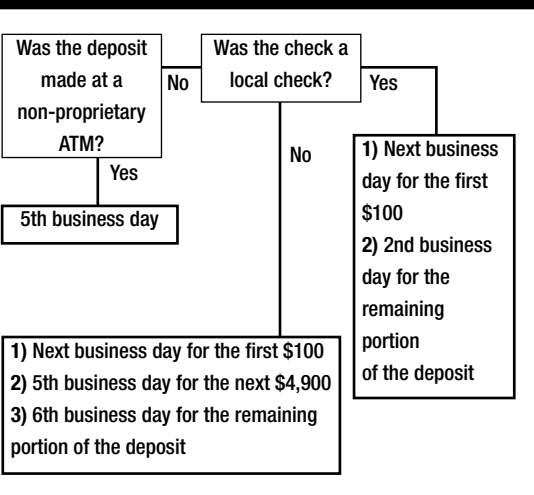 Was the deposit
made at a
non-proprietary
ATM?
No
Was the check a
local check?
Yes
Yes
5th business day
No
1) Next business
day for the first
$100
2) 2nd business
day for the
remaining
portion
of the deposit
1) Next business day for the first $100
2) 5th business day for the next $4,900
3) 6th business day for the remaining
portion of the deposit